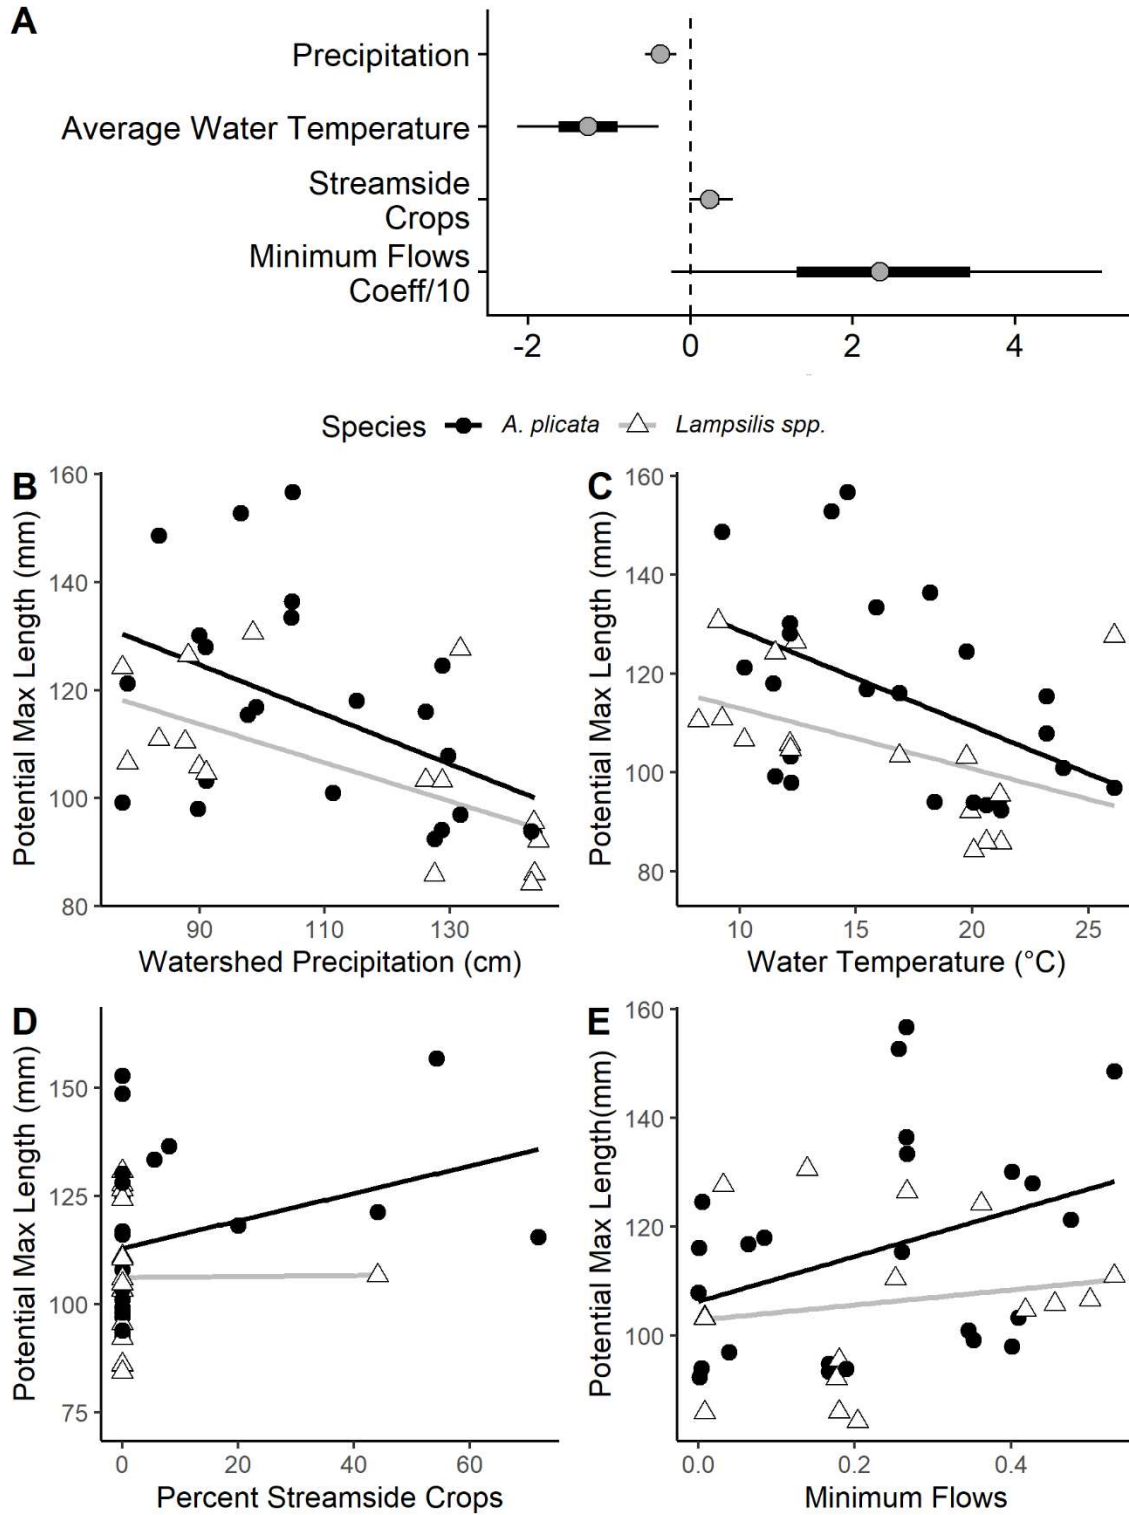 A
Precipitation
Average Water Temperature
Streamside
Crops
Minimum Flows
Coeff/10
-2 0 2 4
Species A. plicata Lampsilis spp.
B
Potential Max Length (mm)
160
140
120
100
80
90 110 130
Watershed Precipitation (cm)
C
Potential Max Length (mm)
160
140
120
100
80
10 15 20 25
Water Temperature (°C)
D
Potential Max Length (mm)
150
125
100
75
0 20 40 60
Percent Streamside Crops
E
Potential Max Length(mm)
160
140
120
100
0.0 0.2 0.4
Minimum Flows